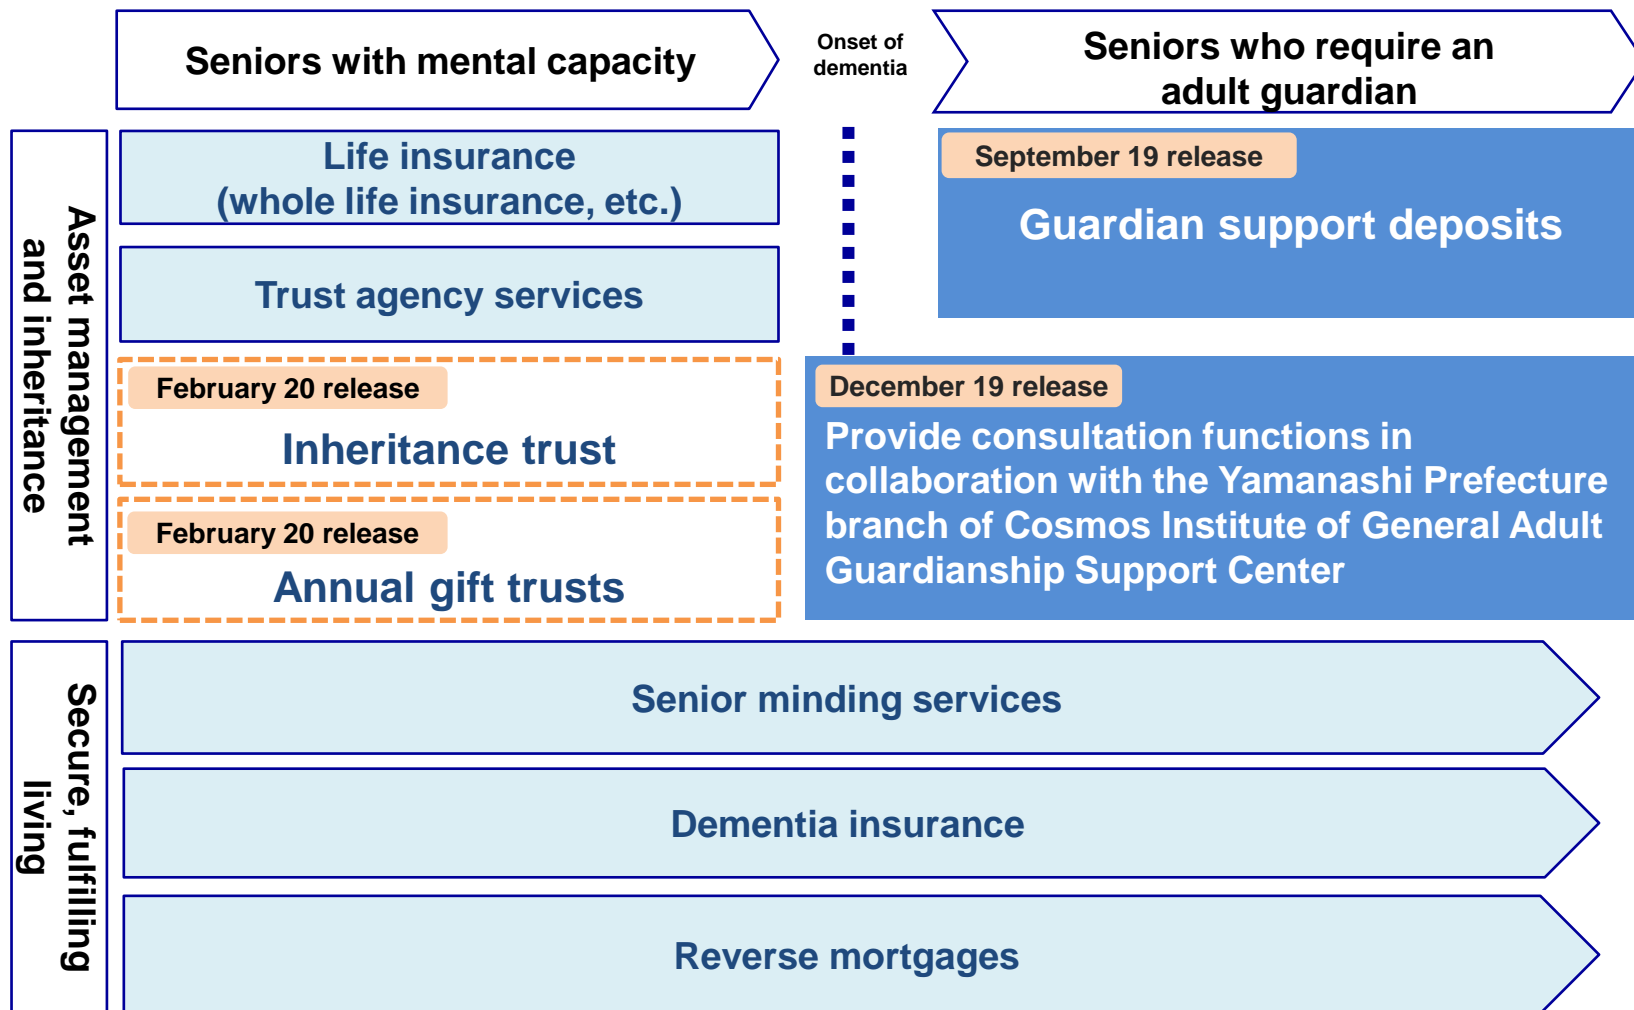 Seniors with mental capacity
Onset of
dementia
Seniors who require an
adult guardian
Asset management
and inheritance
Life insurance
(whole life insurance, etc.)
Trust agency services
February 20 release
Inheritance trust
February 20 release
Annual gift trusts
September 19 release
Guardian support deposits
December 19 release
Provide consultation functions in
collaboration with the Yamanashi Prefecture
branch of Cosmos Institute of General Adult
Guardianship Support Center
Secure, fulfilling
living
Senior minding services
Dementia insurance
Reverse mortgages